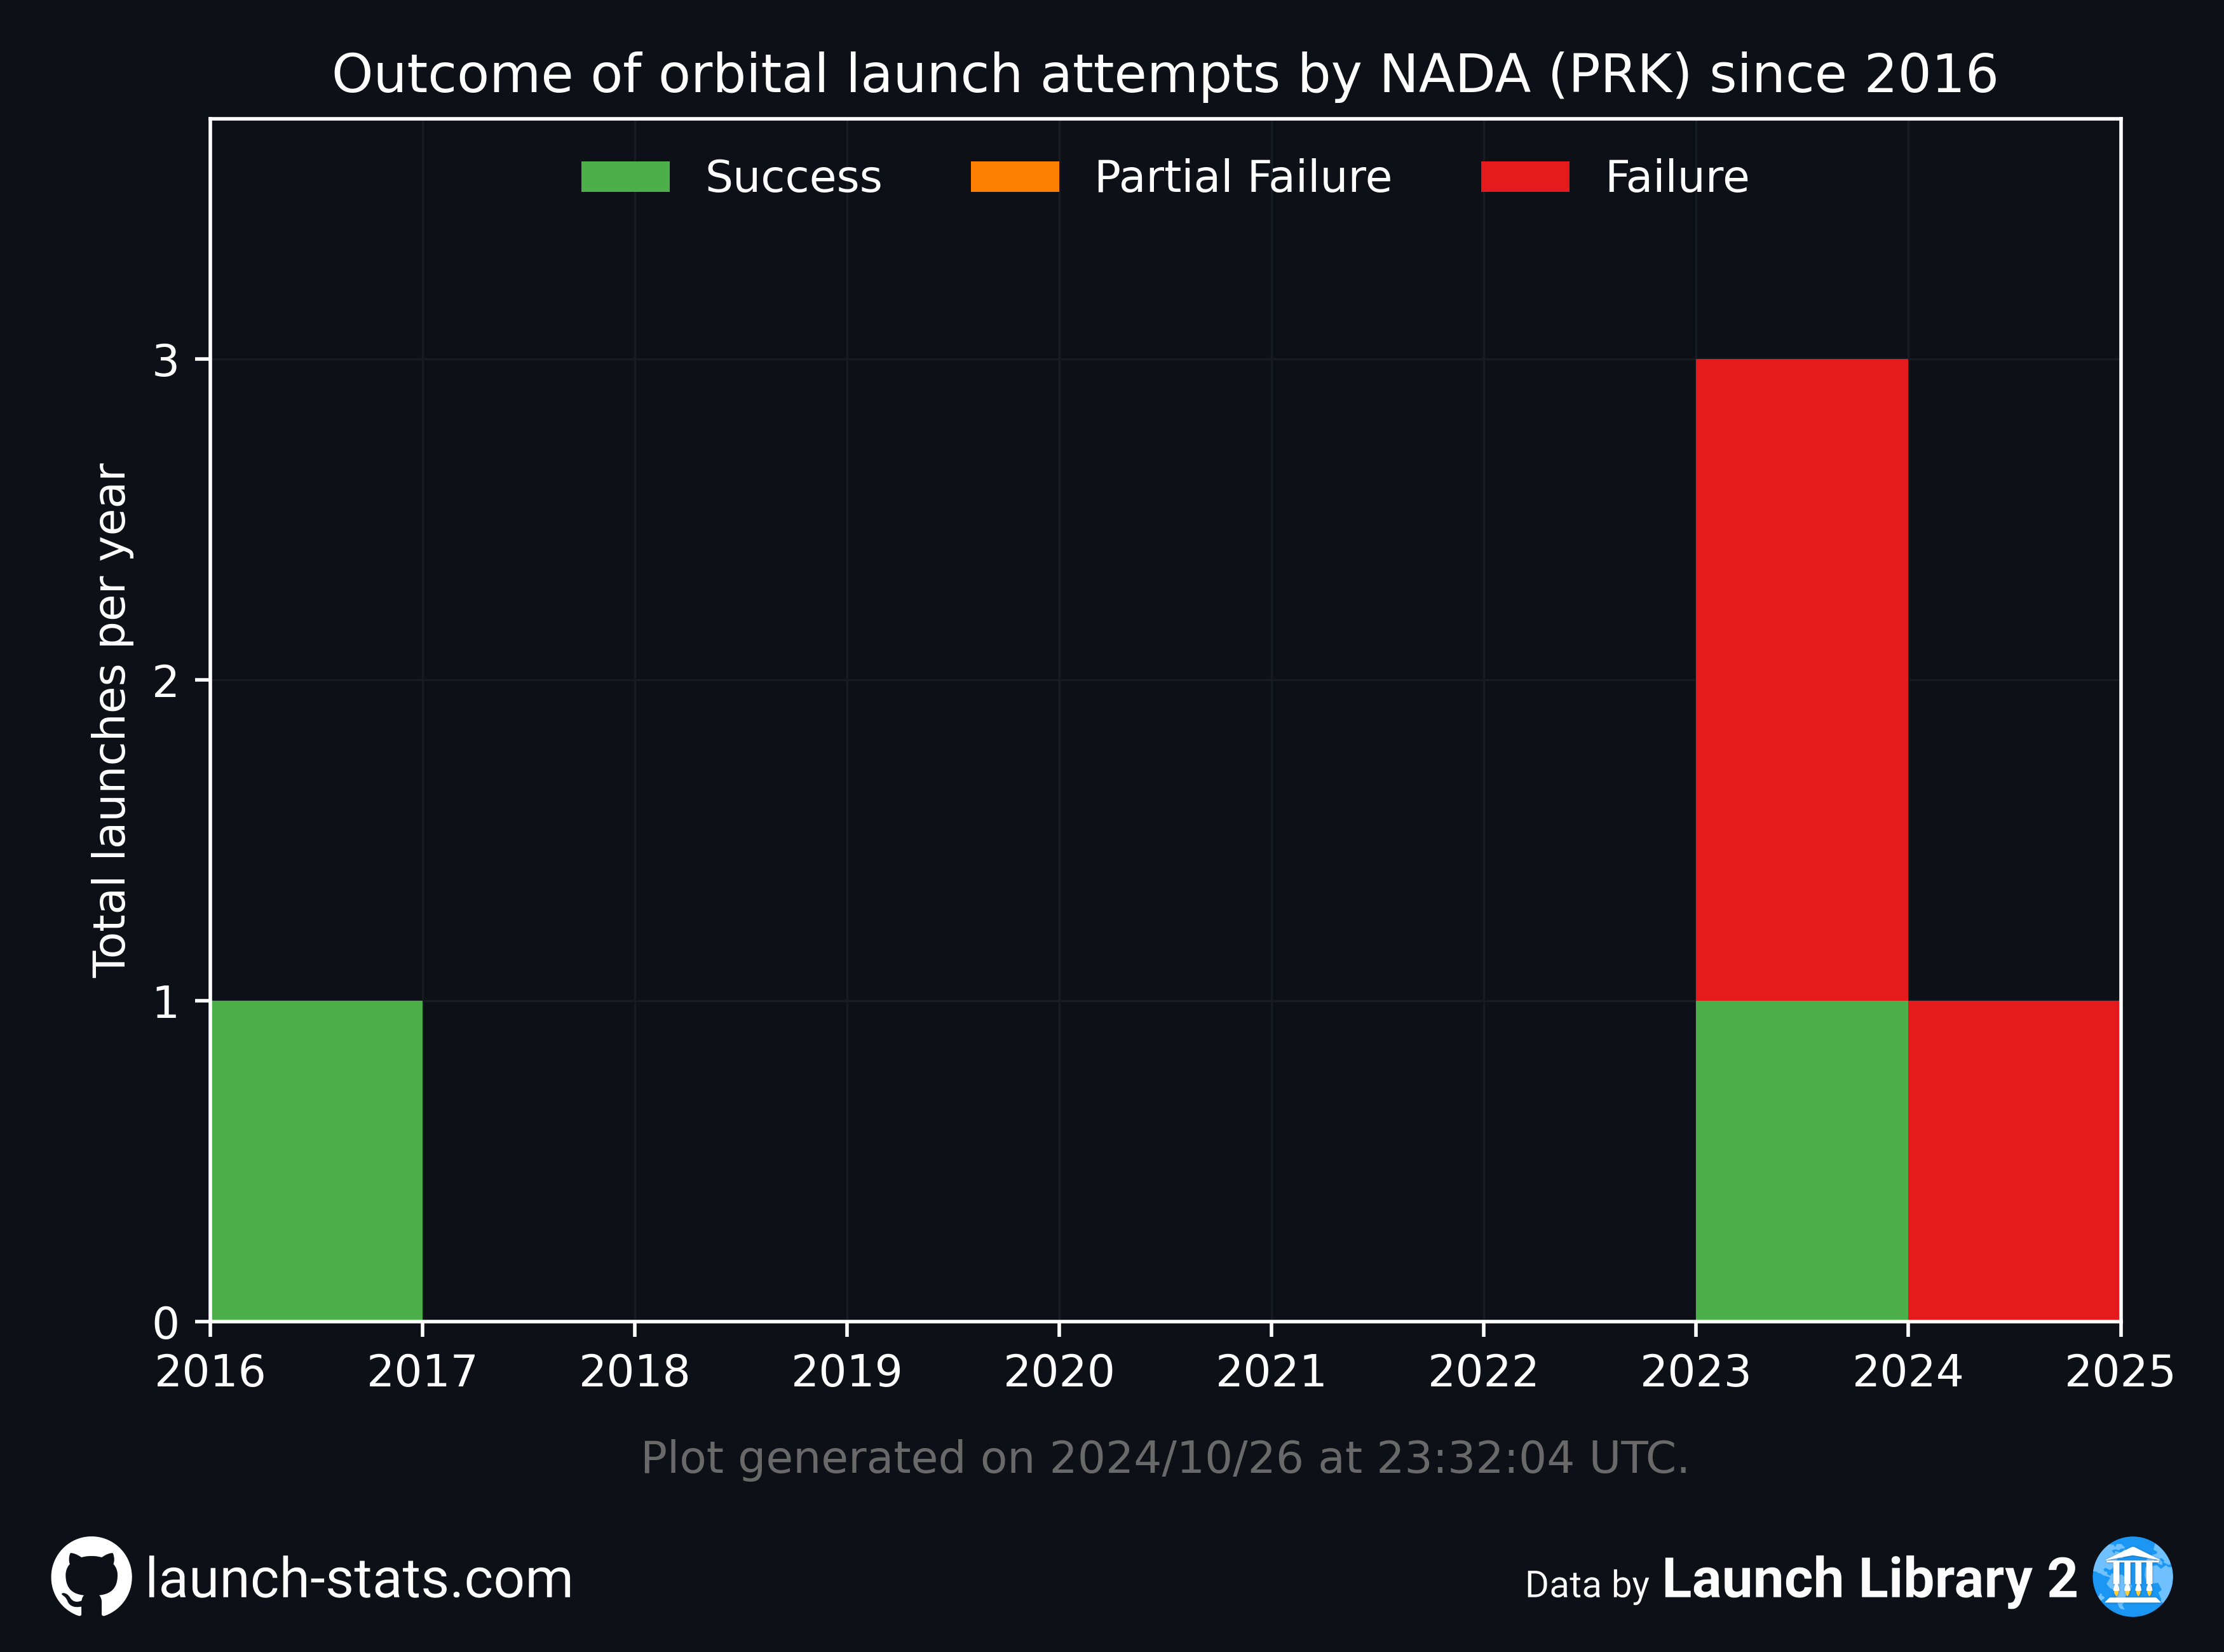 Outcome of orbital launch attempts by NADA (PRK) since 2016
Success Partial Failure Failure
Total launches per year
3
2
1
0
2016 2017 2018 2019 2020 2021 2022 2023 2024 2025
Plot generated on 2024/10/26 at 23:32:04 UTC.
launch-stats.com
Data by Launch Library 2